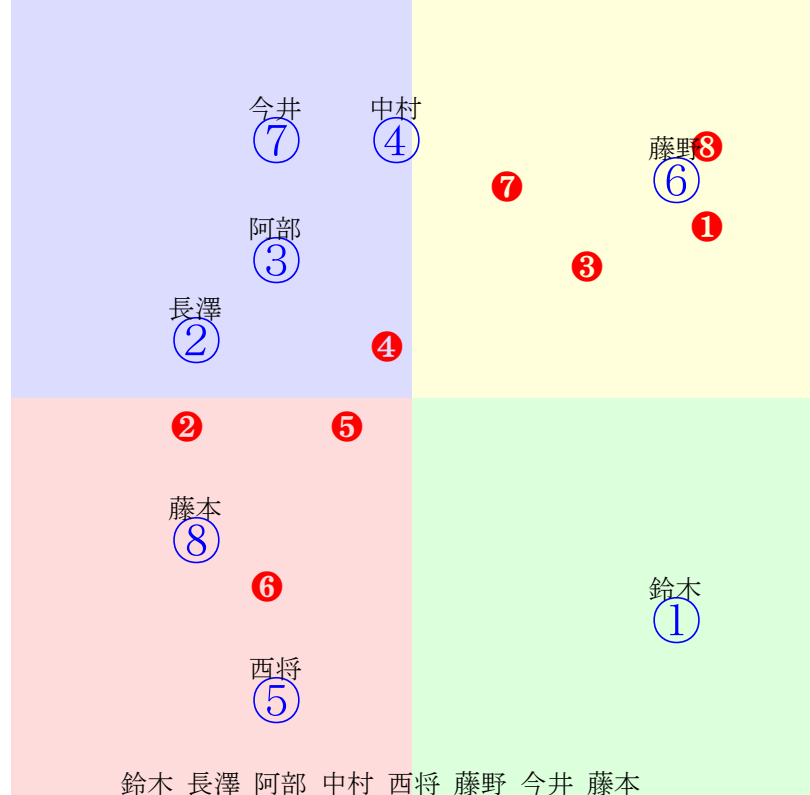 今井 中村
⑦ ④
藤野 ❽
⑥
❼
❶
阿部
③
❸
長澤
②
❹
❷ ❺
藤本
⑧
❻
鈴木
①
西将
⑤
鈴木 長澤 阿部 中村 西将 藤野 今井 藤本